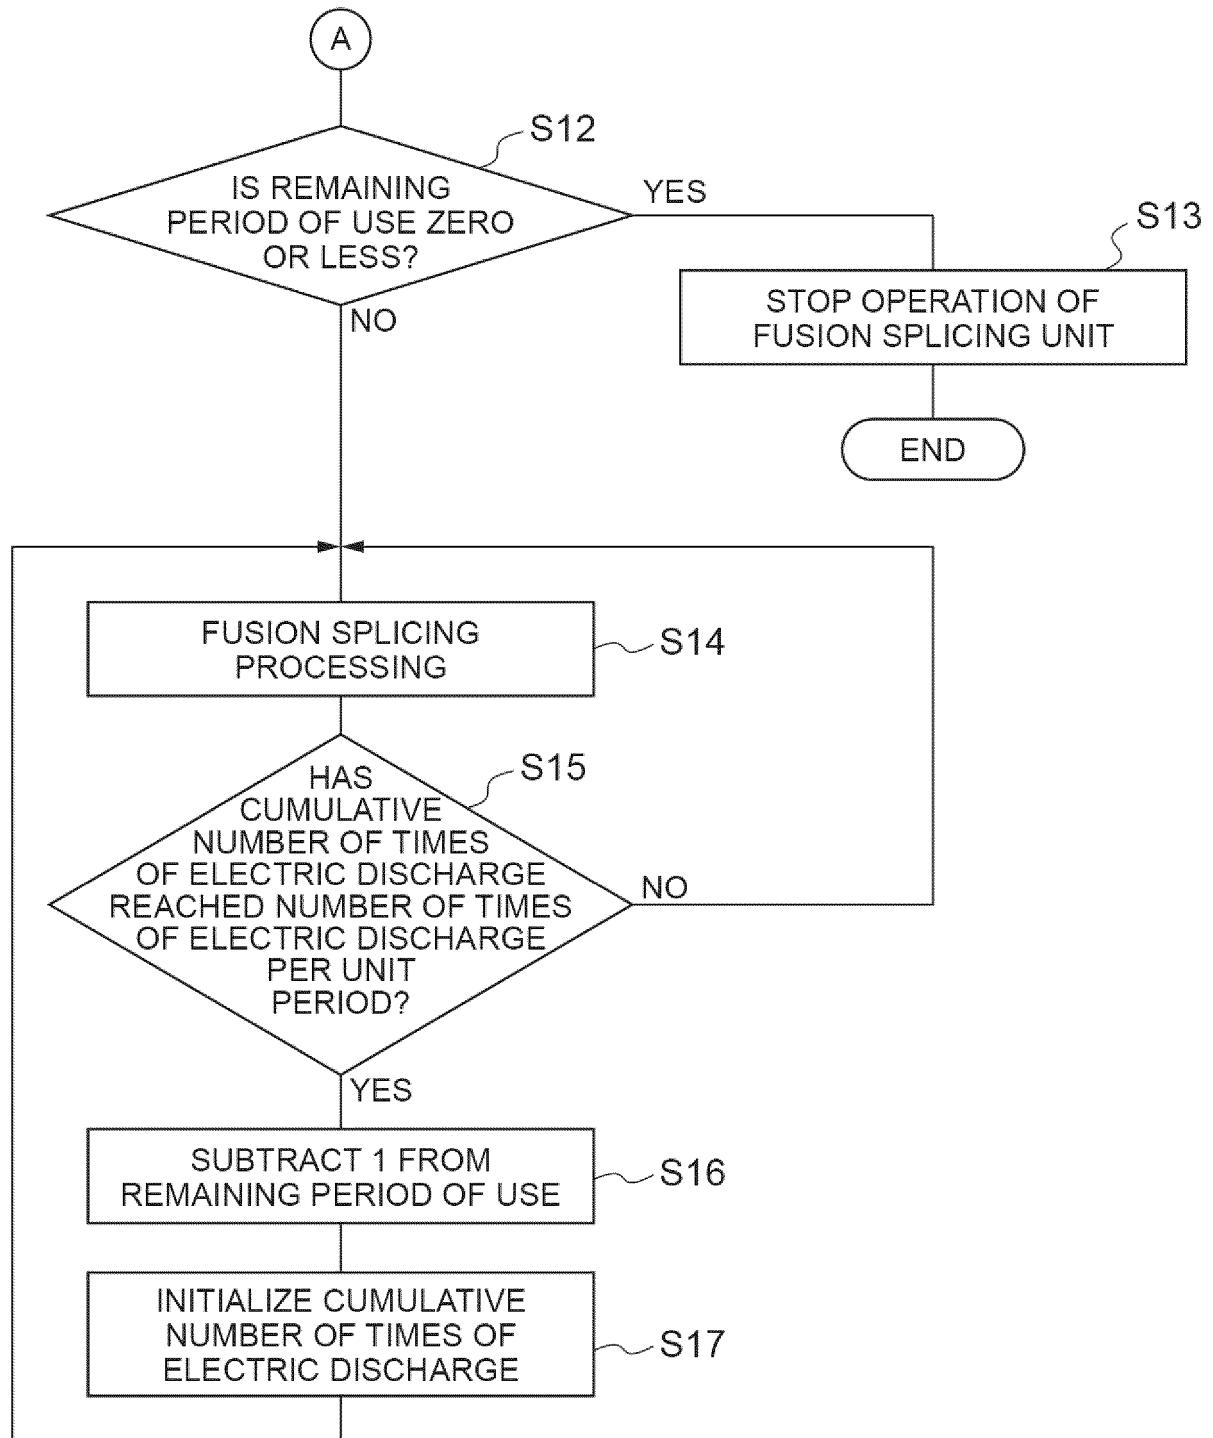 A
S12
IS REMAINING
PERIOD OF USE ZERO
OR LESS?
YES
S13
STOP OPERATION OF
FUSION SPLICING UNIT
NO
END
FUSION SPLICING
PROCESSING
S14
S15
HAS
CUMULATIVE
NUMBER OF TIMES
OF ELECTRIC DISCHARGE
REACHED NUMBER OF TIMES
OF ELECTRIC DISCHARGE
PER UNIT
PERIOD?
NO
YES
SUBTRACT 1 FROM
REMAINING PERIOD OF USE
S16
INITIALIZE CUMULATIVE
NUMBER OF TIMES OF
ELECTRIC DISCHARGE
S17